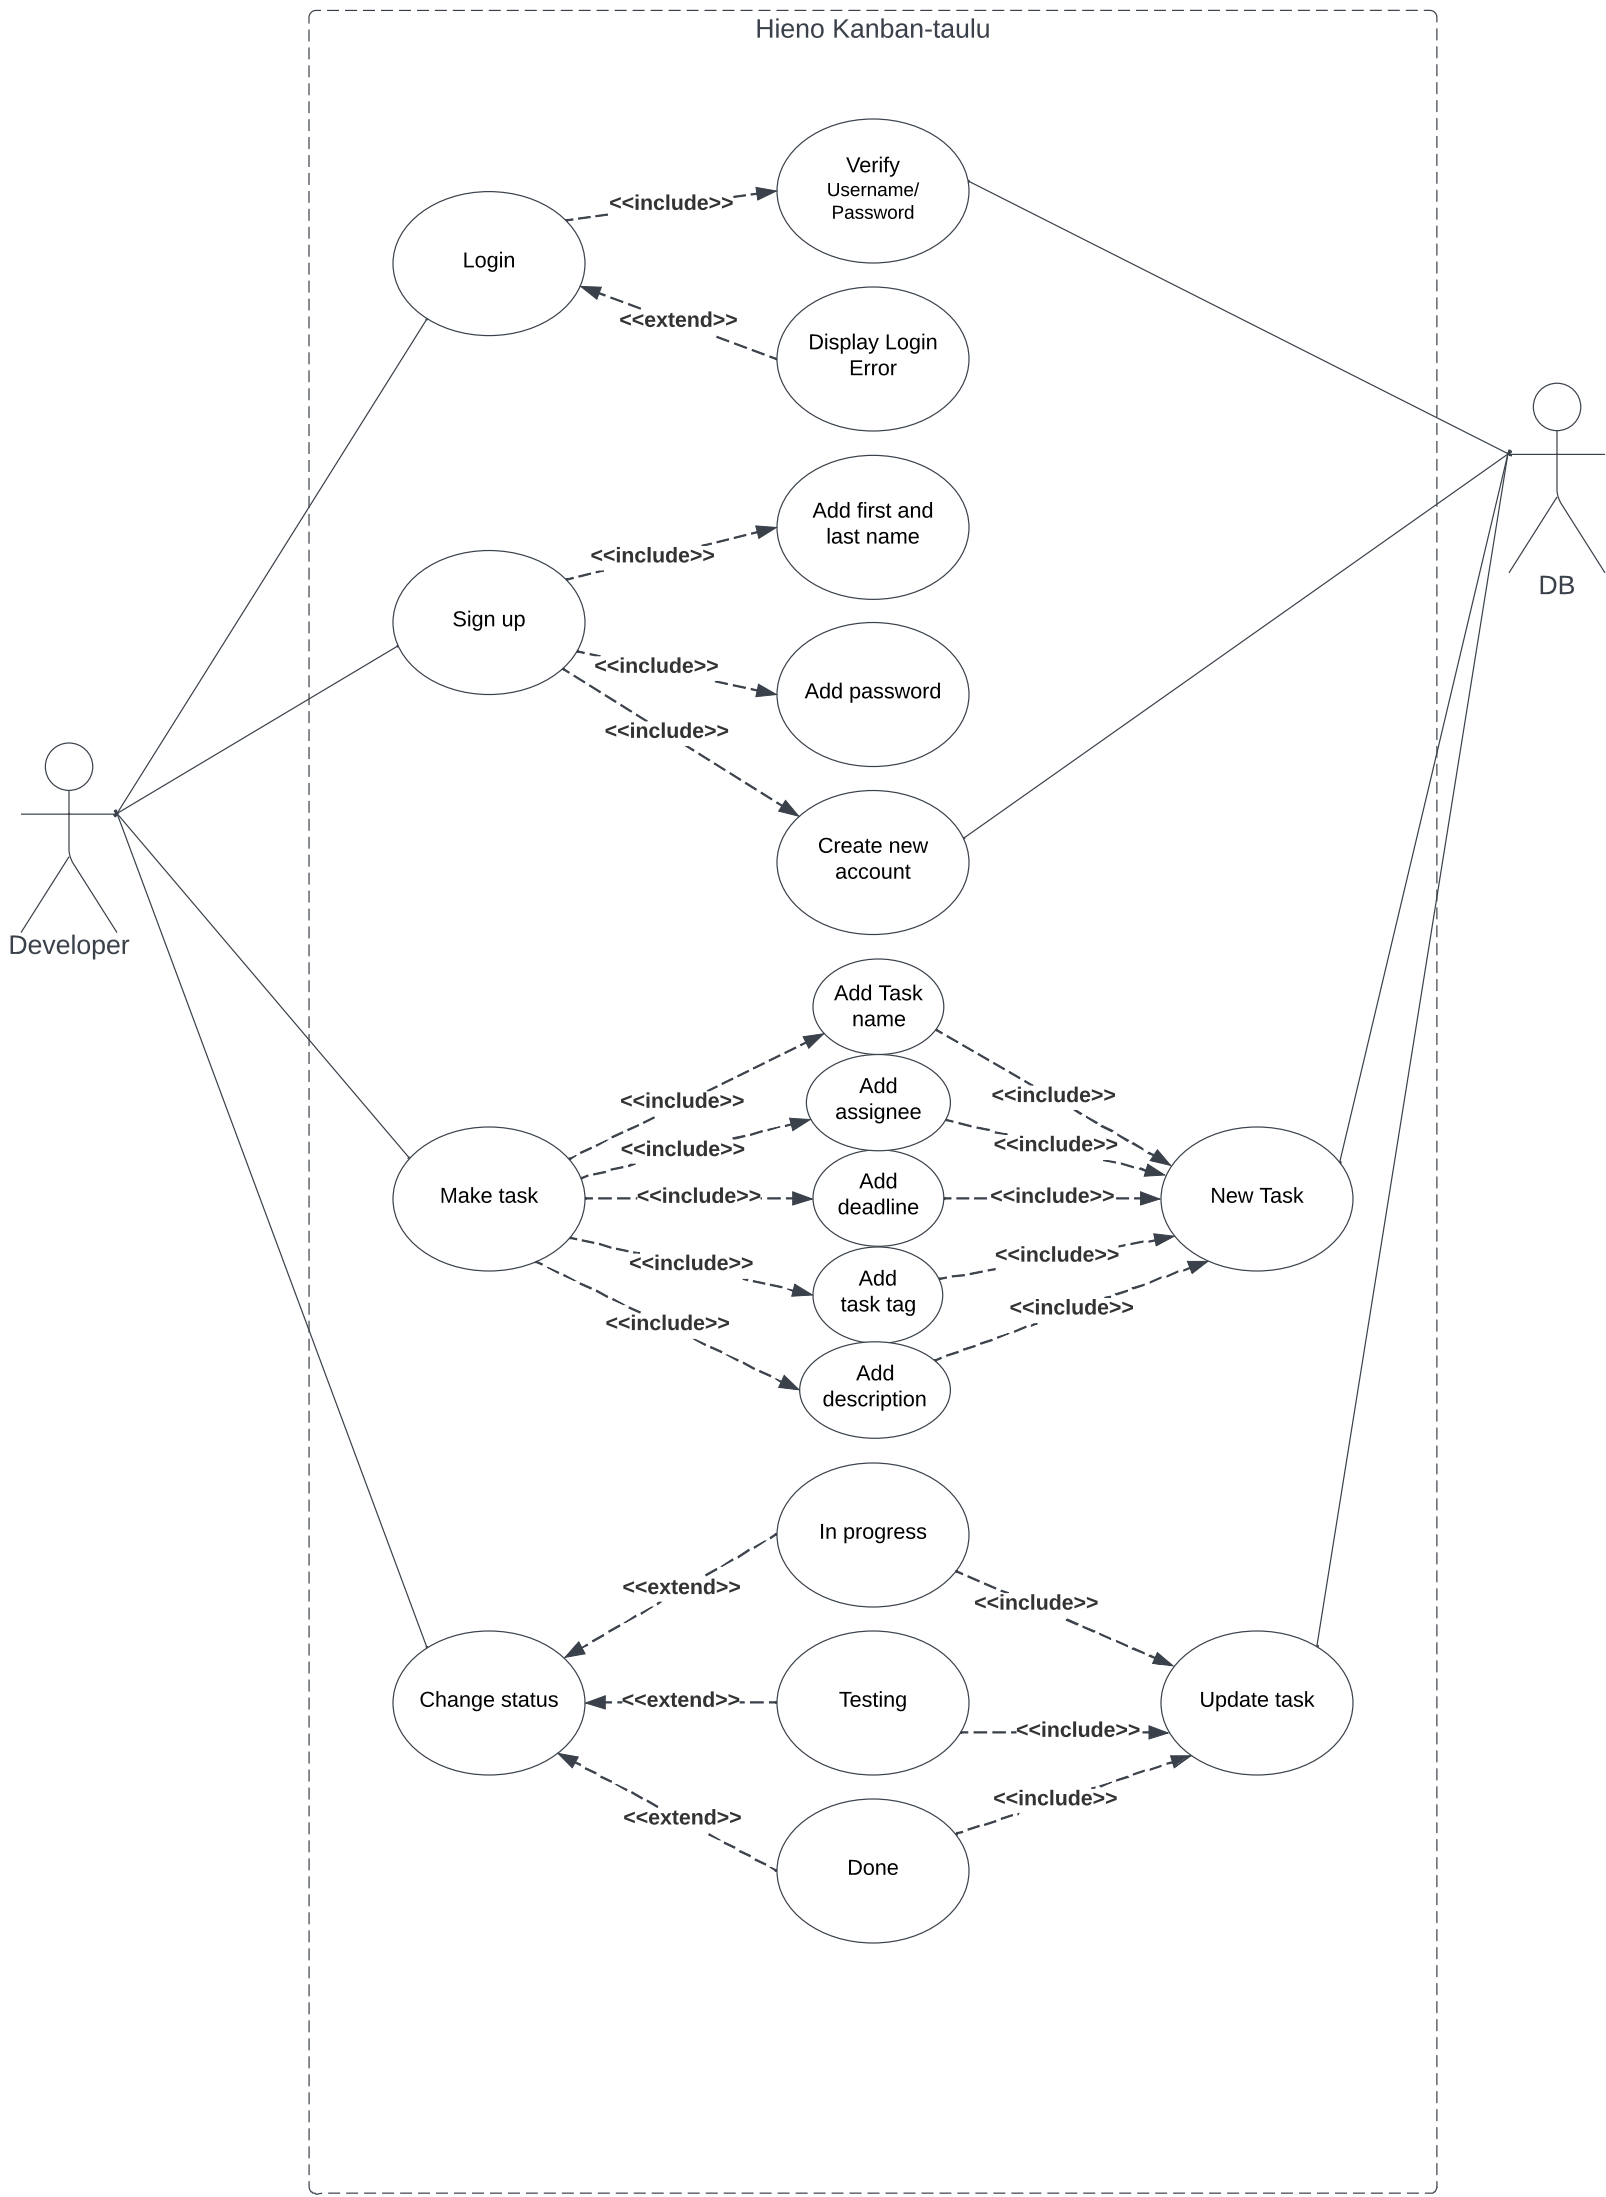 Hieno Kanban-taulu
Verify
Username/
Password
<<include>>
Login
<<extend>>
Display Login
Error
Add first and
last name
<<include>>
DB
Sign up
<<include>>
Add password
<<include>>
Create new
account
Developer
Add Task
name
<<include>>
<<include>>
Add
assignee
<<include>>
<<include>>
Make task
<<include>>
Add
deadline
<<include>>
New Task
<<include>>
Add
task tag
<<include>>
<<include>>
<<include>>
Add
description
In progress
<<extend>>
<<include>>
Change status
<<extend>>
Testing
Update task
<<include>>
<<include>>
<<extend>>
Done